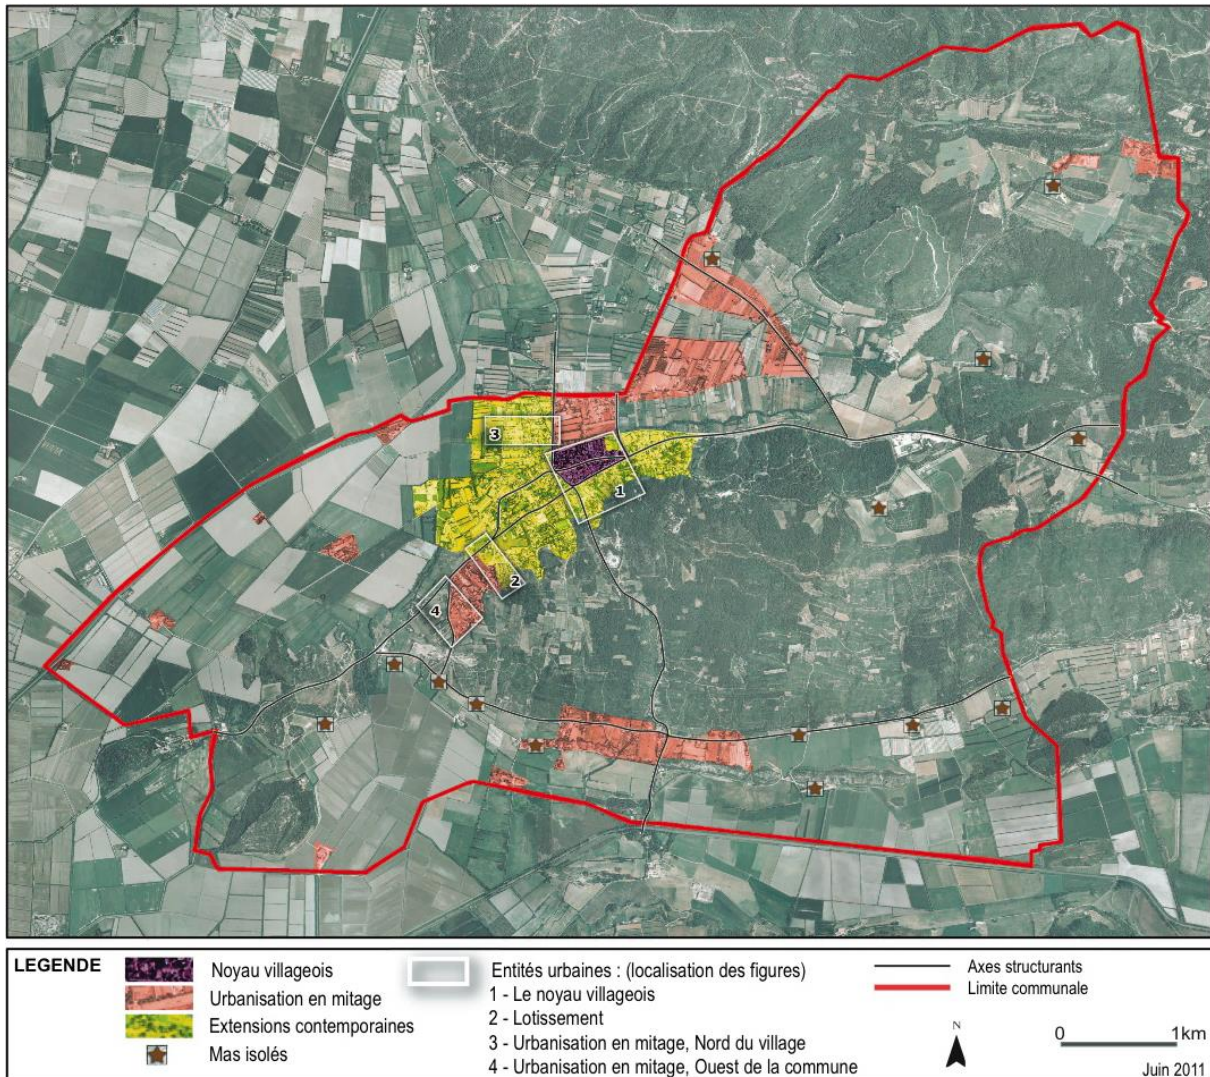 3
1
2
4
LEGENDE
Noyau villageois
Urbanisation en mitage
Extensions contemporaines
Mas isolés
Entités urbaines : (localisation des figures)
1 - Le noyau villageois
2 - Lotissement
3 - Urbanisation en mitage, Nord du village
4 - Urbanisation en mitage, Ouest de la commune
Axes structurants
Limite communale
N
0 1km
Juin 2011